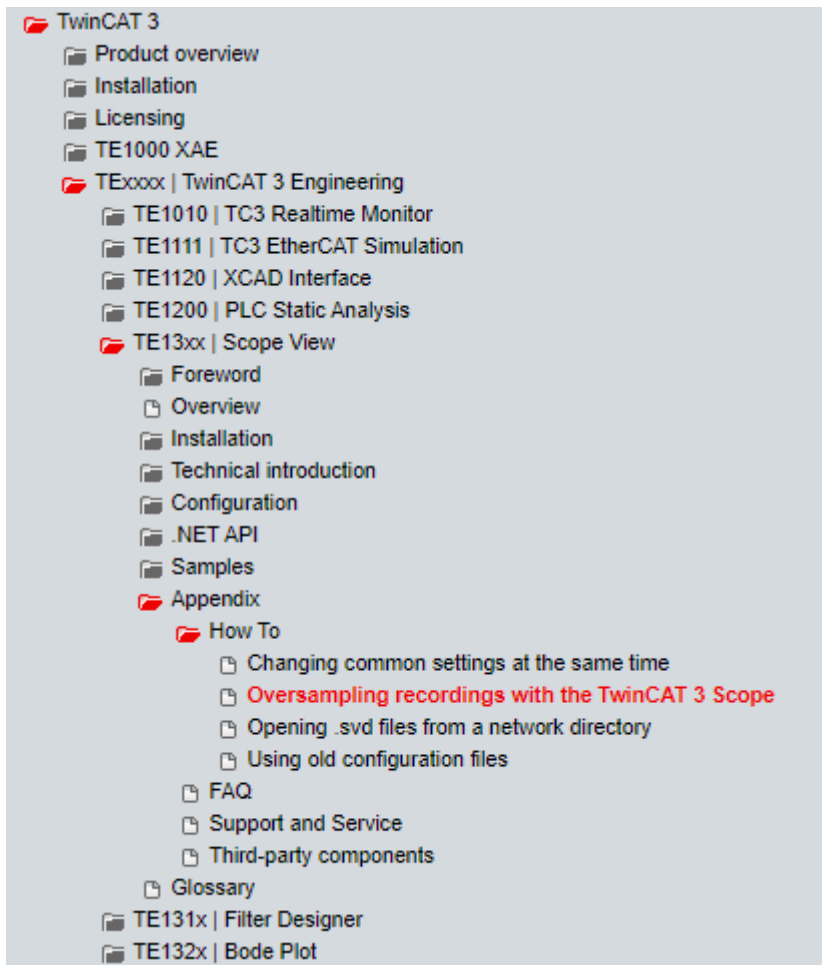 TwinCAT 3
Product overview
Installation
Licensing
TE1000 XAE
TExxxx | TwinCAT 3 Engineering
TE1010 | TC3 Realtime Monitor
TE1111 | TC3 EtherCAT Simulation
TE1120 | XCAD Interface
TE1200 | PLC Static Analysis
TE13xx | Scope View
Foreword
Overview
Installation
Technical introduction
Configuration
.NET API
Samples
Appendix
How To
Changing common settings at the same time
Oversampling recordings with the TwinCAT 3 Scope
Opening .svd files from a network directory
Using old configuration files
FAQ
Support and Service
Third-party components
Glossary
TE131x | Filter Designer
TE132x | Bode Plot